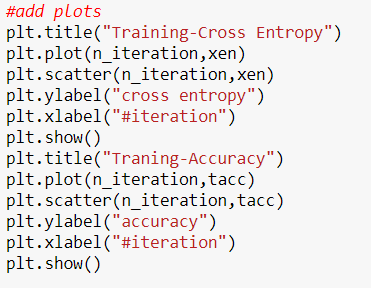 #add plots
plt.title("Training-Cross Entropy")
plt.plot(n_iteration,xen)
plt.scatter(n_iteration,xen)
plt.ylabel("cross entropy")
plt.xlabel("#iteration")
plt.show()
plt.title("Traning-Accuracy")
plt.plot(n_iteration,tacc)
plt.scatter(n_iteration,tacc)
plt.ylabel("accuracy")
plt.xlabel("#iteration")
plt.show()